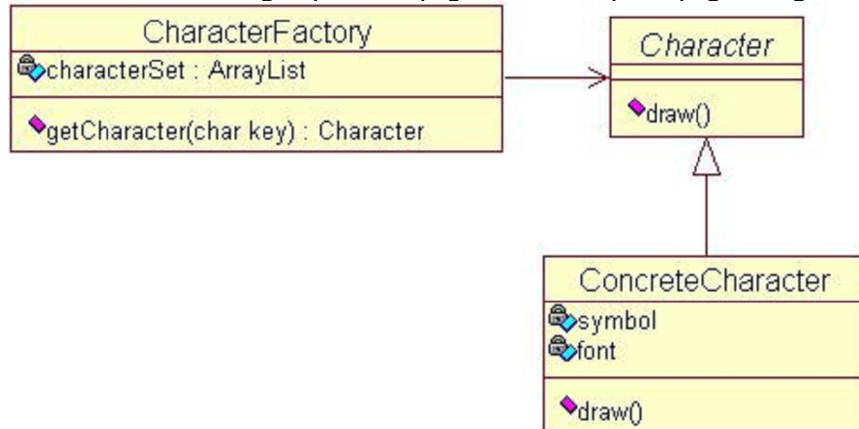 CharacterFactory
characterSet : ArrayList
getCharacter(char key) : Character
Character
draw()
ConcreteCharacter
symbol
font
draw()